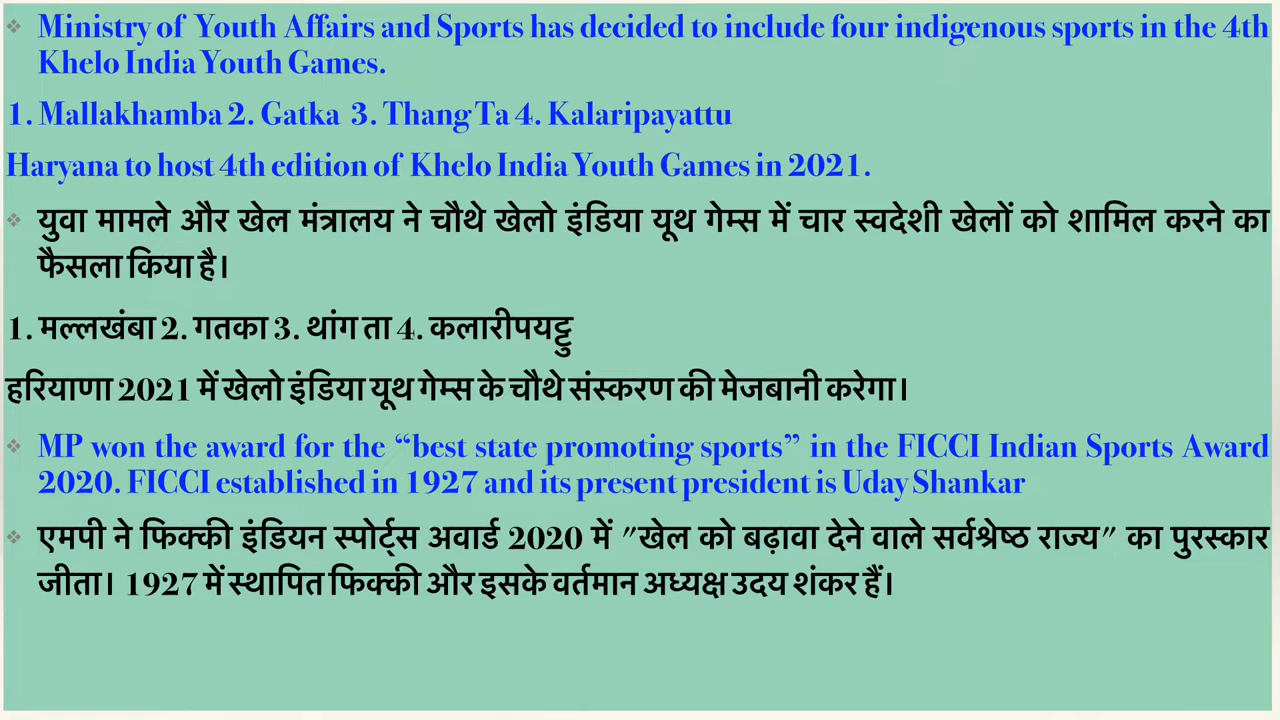 Ministry of Youth Affairs and Sports has decided to include four indigenous sports in the 4th
Khelo India Youth Games.
1. Mallakhamba 2. Gatka 3. Thang Ta 4. Kalaripayattu
Haryana to host 4th edition of Khelo India Youth Games in 2021.
युवा मामले और खेल मंत्रालय ने चौथे खेलो इंडिया यूथ गेम्स में चार स्वदेशी खेलों को शामिल करने का
फैसला किया है।
1. मल्लखंबा 2. गतका 3. थांग ता 4. कलारीपयट्टु
हरियाणा 2021 में खेलो इंडिया यूथ गेम्स के चौथे संस्करण की मेजबानी करेगा।
MP won the award for the “best state promoting sports” in the FICCI Indian Sports Award
2020. FICCI established in 1927 and its present president is Uday Shankar
एमपी ने फिक्की इंडियन स्पोर्ट्स अवार्ड 2020 में "खेल को बढ़ावा देने वाले सर्वश्रेष्ठ राज्य" का पुरस्कार
जीता। 1927 में स्थापित फिक्की और इसके वर्तमान अध्यक्ष उदय शंकर हैं।